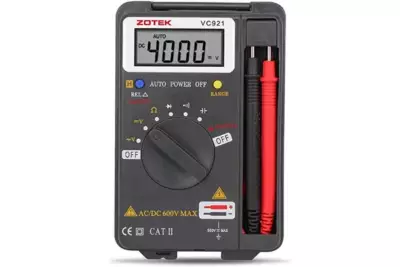 ZOTEK VC921
AUTO
DC 4000
AUTO POWER OFF
REL△ RANGE
OFF
OFF
AC/DC 600V MAX
CE CAT II